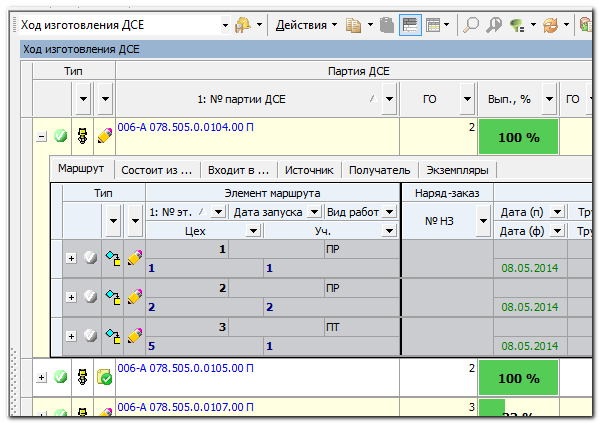 Ход изготовления ДСЕ Действия
Ход изготовления ДСЕ
Тип Партия ДСЕ
1: № партии ДСЕ / ГО Вып., % ГО
006-А 078.505.0.0104.00 П 2 100 %
Маршрут Состоит из ... Входит в ... Источник Получатель Экземпляры
Тип Элемент маршрута Наряд-заказ
1: № эт. / Дата запуска Вид работ № НЗ Дата (п) Тру
Цех Уч. Дата (ф) Тру
1 ПР
1 1 08.05.2014
2 ПР
2 2 08.05.2014
3 ПТ
5 1 08.05.2014
006-А 078.505.0.0105.00 П 2 100 %
006-А 078.505.0.0107.00 П 3